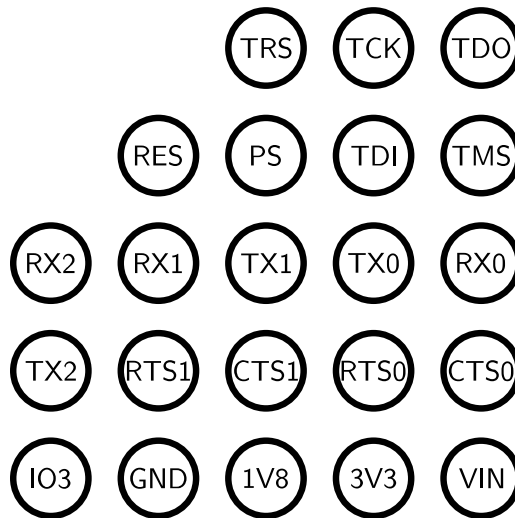 TRS TCK TDO
RES PS TDI TMS
RX2 RX1 TX1 TX0 RX0
TX2 RTS1 CTS1 RTS0 CTS0
IO3 GND 1V8 3V3 VIN